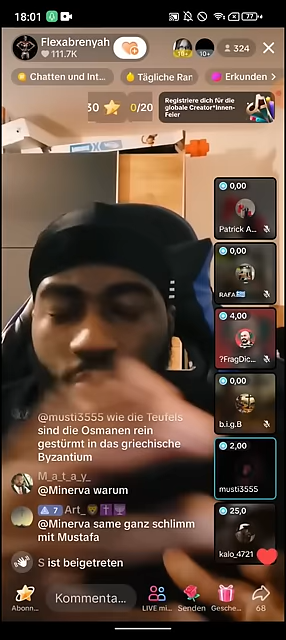 18:01
77
Flexabrenyah
111.7K
324
Chatten und Int...
Tägliche Ran
Erkunden >
30 0/20
Registriere dich für die
globale Creator*innen-
Feier
0,00
Patrick A...
0,00
RAFA
4,00
?FragDic...
0,00
b.i.g.B
2,00
musti3555
25,0
kalo_4721
@musti3555 wie die Teufels
sind die Osmanen rein
gestürmt in das griechische
Byzantium
M_a_t_a_y_
@Minerva warum
7 Art_
@Minerva same ganz schlimm
mit Mustafa
S ist beigetreten
Kommenta...
Abonn...
LIVE mi...
Senden
Gesche...
68